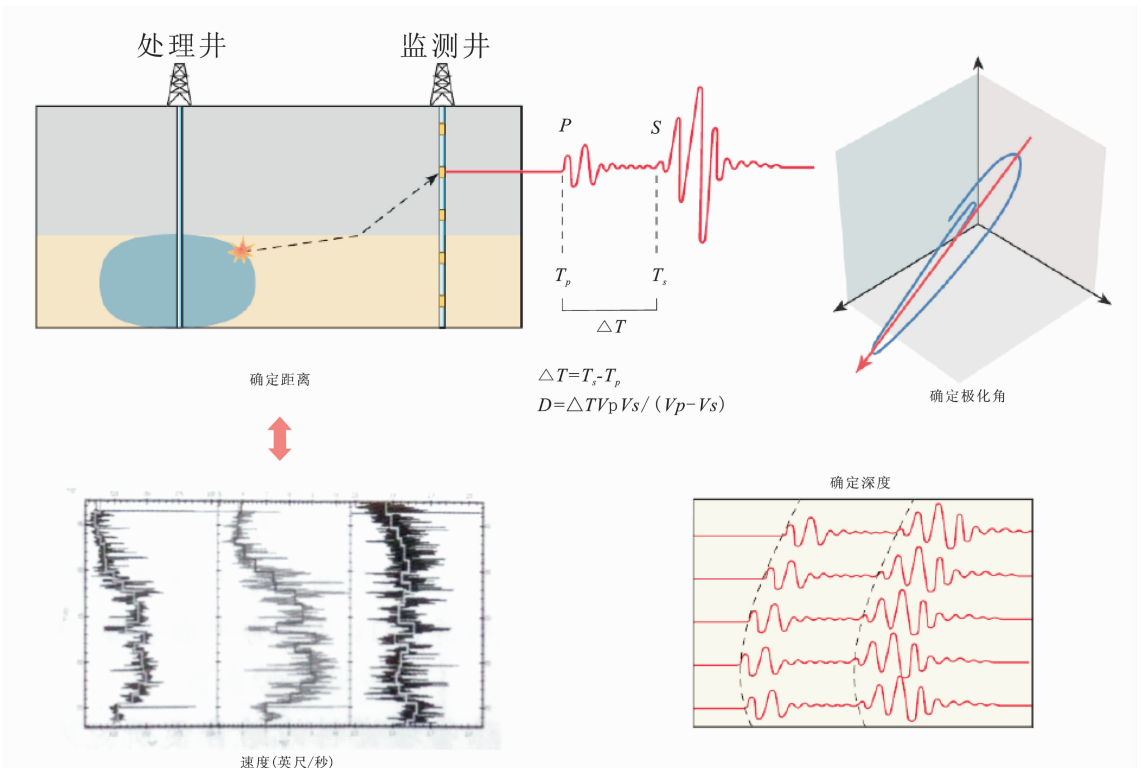 处理井
监测井
P
S
Tp
Ts
△T
确定距离
△T=Ts-Tp
D=△TVpVs/(Vp-Vs)
确定极化角
确定深度
速度(英尺/秒)